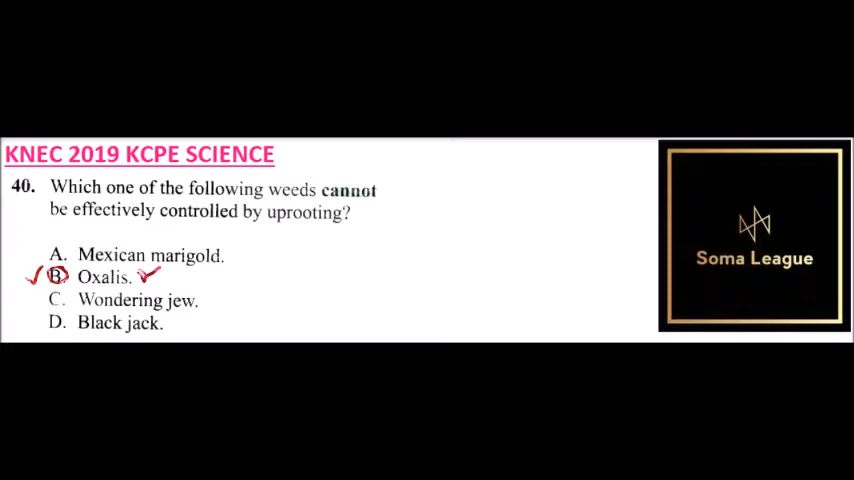 KNEC 2019 KCPE SCIENCE
40. Which one of the following weeds cannot
be effectively controlled by uprooting?
A. Mexican marigold.
B. Oxalis.
C. Wondering jew.
D. Black jack.
Soma League